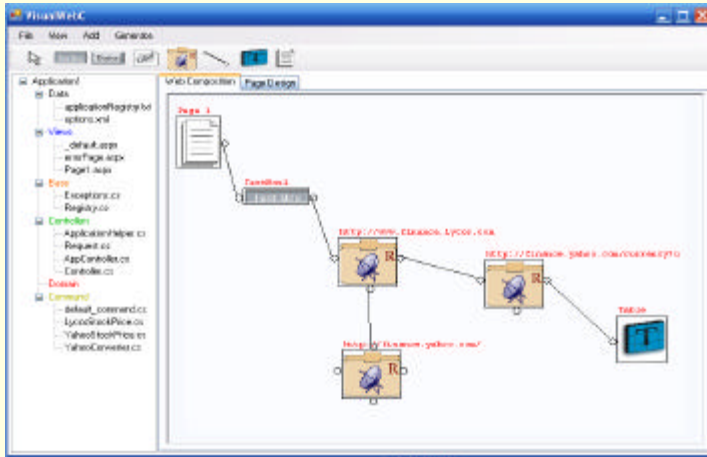 VisualWebC
File View Add Generate
Web Composition Page Design
Application1
Data
applicationRegistry.txt
options.xml
Views
_default.aspx
errorPage.aspx
Page1.aspx
Base
Exceptions.cs
Registry.cs
Controllers
ApplicationHelper.cs
Request.cs
AppController.cs
Controller.cs
Domain
Command
default_command.cs
LycosStockPrice.cs
YahooStockPrice.cs
YahooConverter.cs
Page 1
http://www.finance.lycos.com
R
http://finance.yahoo.com/currency?u
R
http://finance.yahoo.com/
R
Table
T